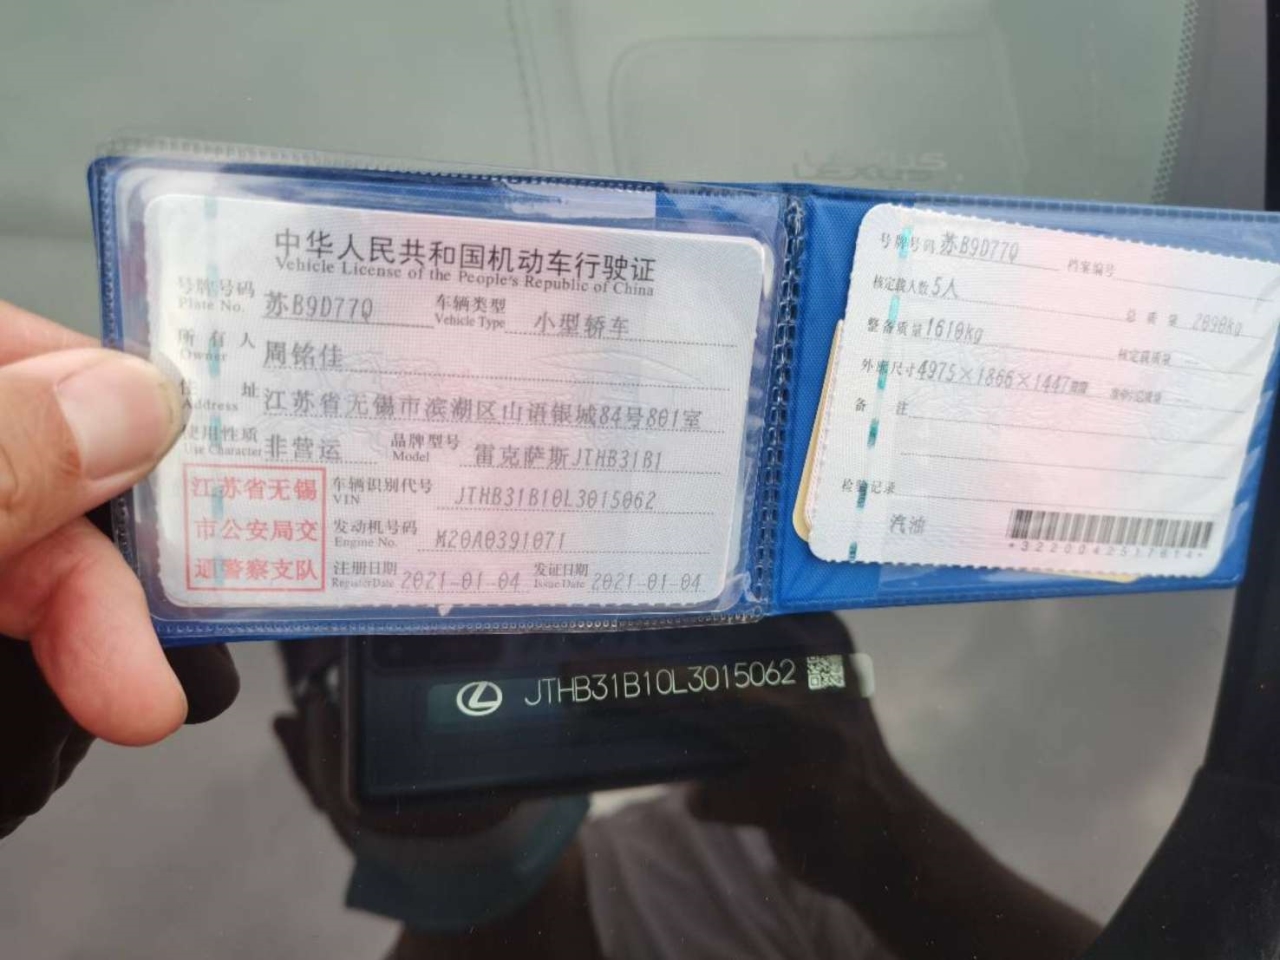 中华人民共和国机动车行驶证
Vehicle License of the People's Republic of China
号牌号码 苏B9D77Q 车辆类型 小型轿车
Plate No. Vehicle Type
所有人 周铭佳
Owner
住址 江苏省无锡市滨湖区山语银城84号801室
Address
使用性质 非营运 品牌型号 雷克萨斯JTHB31B1
Use Character Model
江苏省无锡
市公安局交
通警察支队
车辆识别代号 JTHB31B10L3015062
VIN
发动机号码 M20A0391071
Engine No.
注册日期 2021-01-04 发证日期 2021-01-04
Register Date Issue Date
号牌号码 苏B9D77Q 档案编号
核定载人数 5人 总质量 2090kg
整备质量 1610kg 核定载质量
外廓尺寸 4975×1866×1447
备注
检验记录
汽油
*3220042517614*
JTHB31B10L3015062